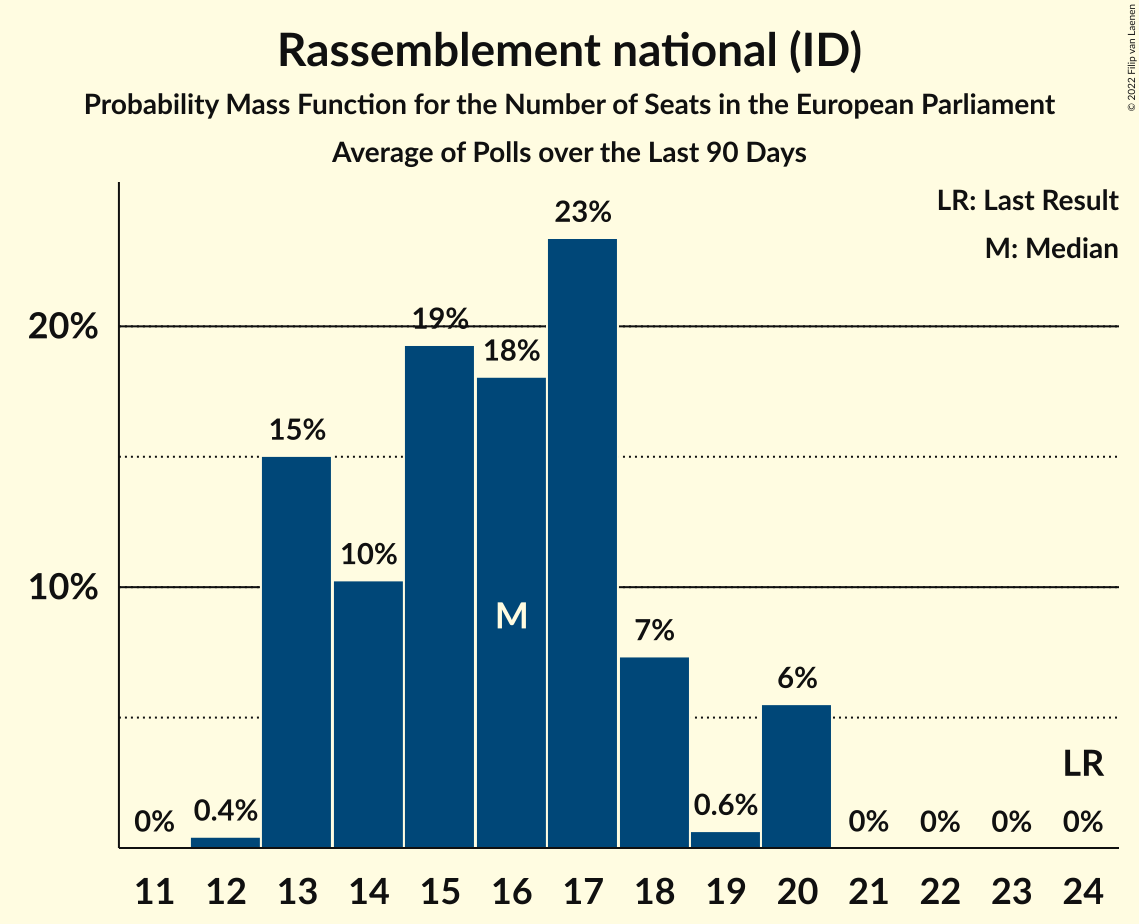 Rassemblement national (ID)
Probability Mass Function for the Number of Seats in the European Parliament
Average of Polls over the Last 90 Days
© 2022 Filip van Laenen
LR: Last Result
M: Median
20%
10%
0%
0.4%
15%
10%
19%
18%
23%
7%
0.6%
6%
0%
0%
0%
0%
M
LR
11 12 13 14 15 16 17 18 19 20 21 22 23 24